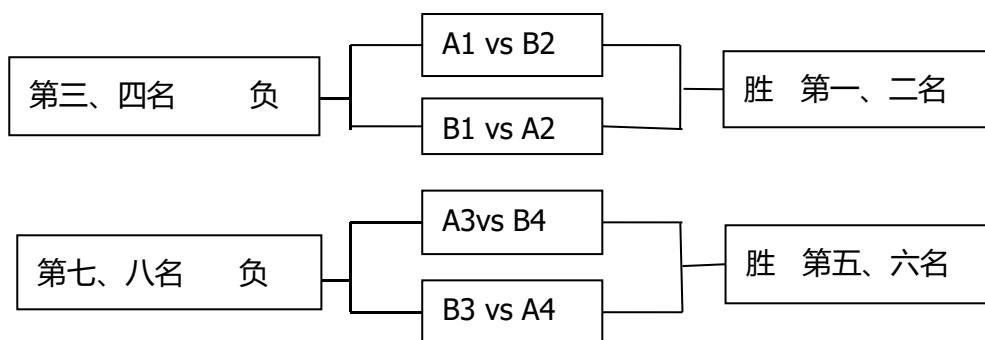 A1 vs B2
第三、四名 负
胜 第一、二名
B1 vs A2
A3vs B4
第七、八名 负
胜 第五、六名
B3 vs A4